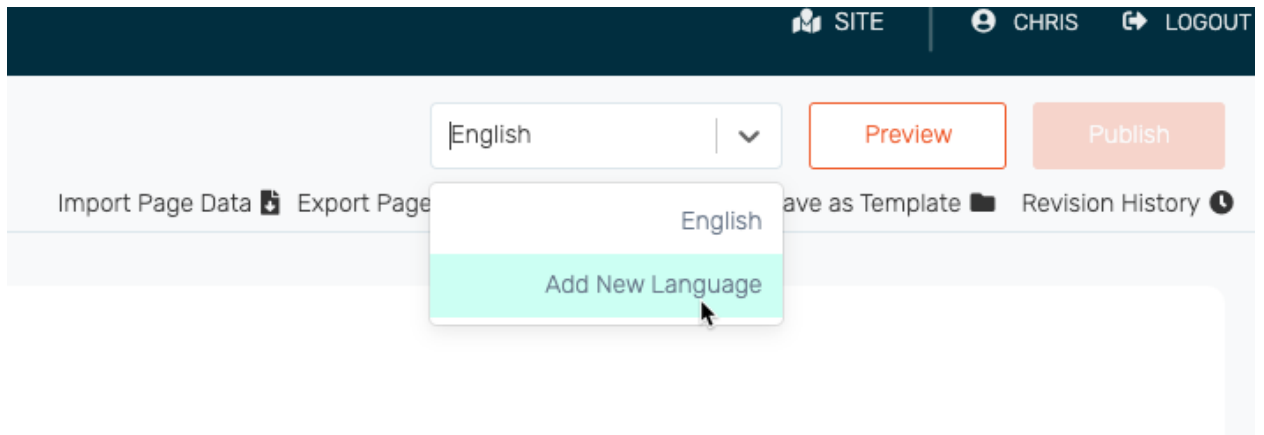 SITE CHRIS LOGOUT
English Preview Publish
Import Page Data Export Page ave as Template Revision History
English
Add New Language